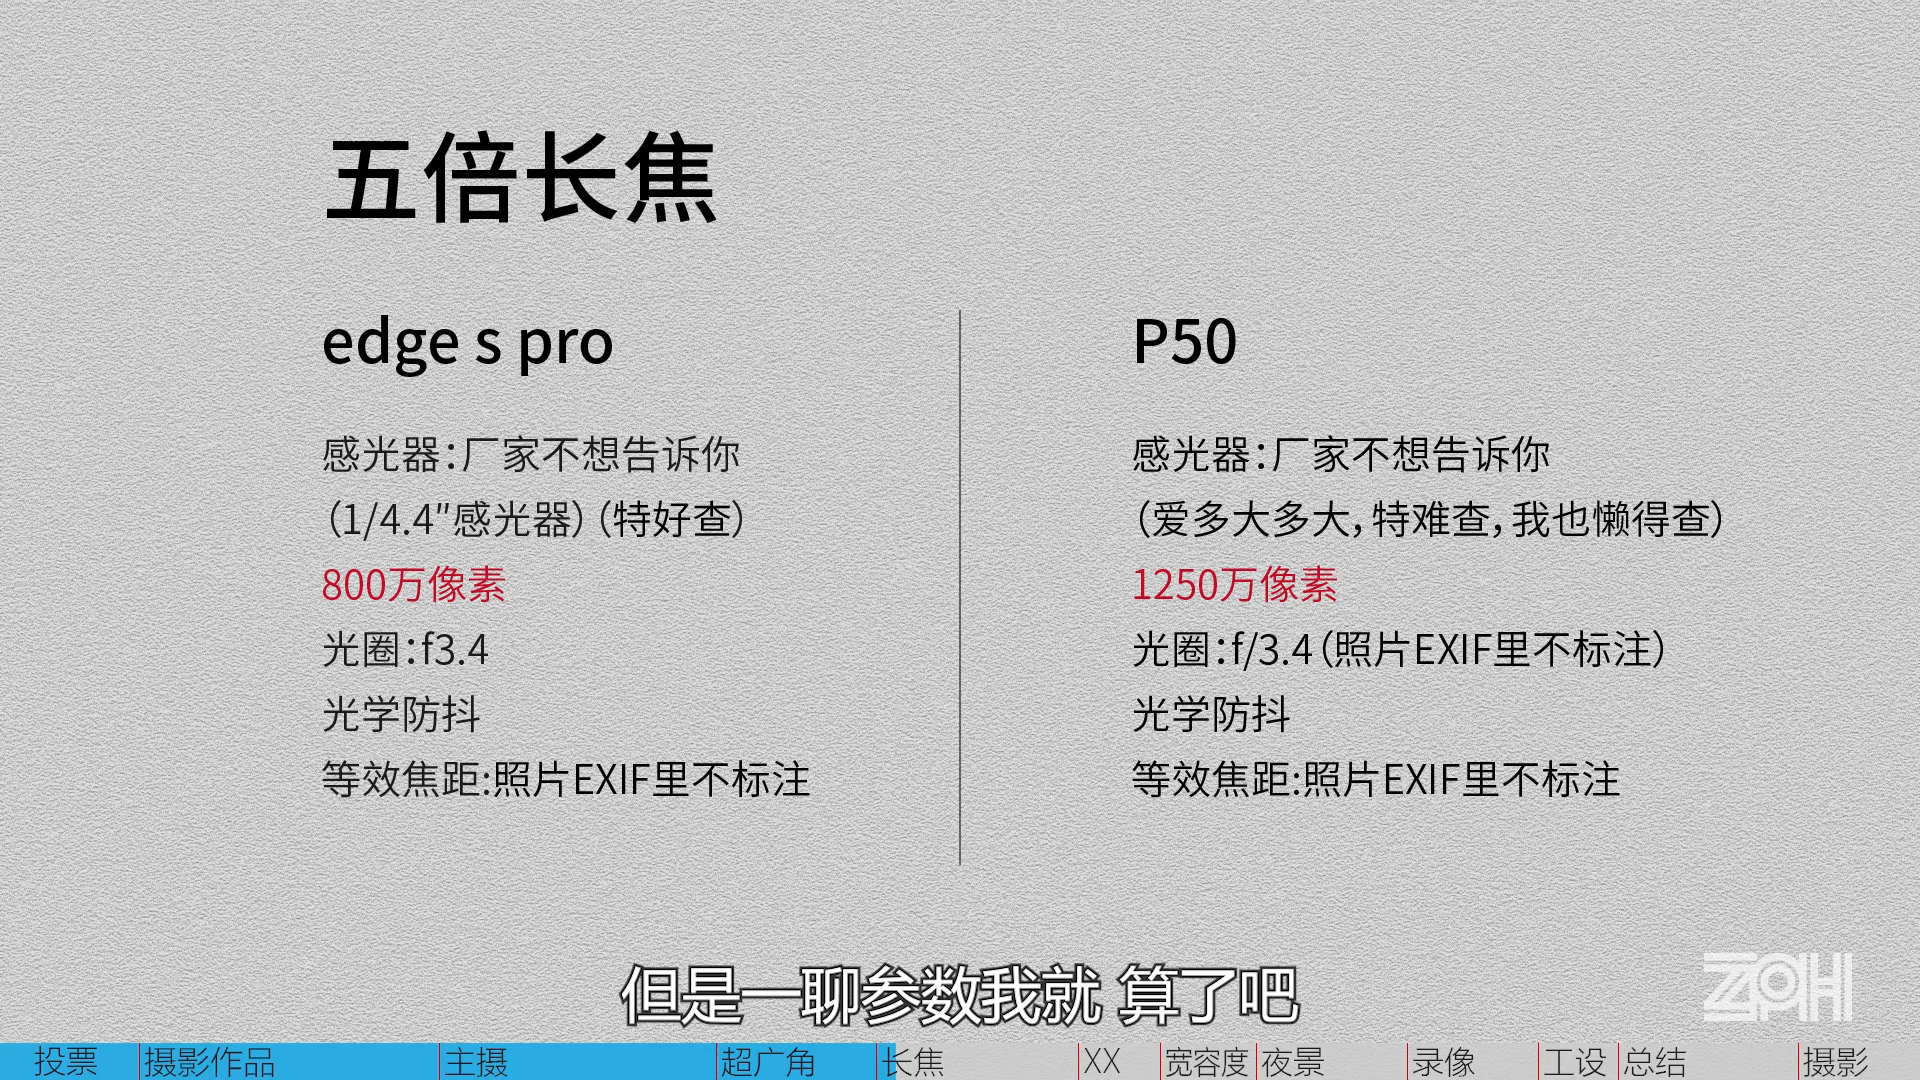 五倍长焦
edge s pro
感光器：厂家不想告诉你
（1/4.4"感光器）（特好查）
800万像素
光圈：f3.4
光学防抖
等效焦距:照片EXIF里不标注
P50
感光器：厂家不想告诉你
（爱多大多大，特难查，我也懒得查）
1250万像素
光圈：f/3.4（照片EXIF里不标注）
光学防抖
等效焦距:照片EXIF里不标注
但是一聊参数我就 算了吧
投票 摄影作品 主摄 超广角 长焦 XX 宽容度 夜景 录像 工设 总结 摄影